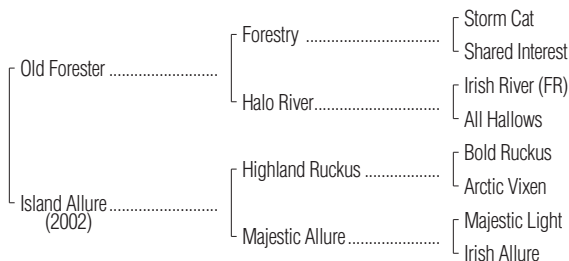 Storm Cat
Forestry
Shared Interest
Old Forester
Irish River (FR)
Halo River
All Hallows
Bold Ruckus
Highland Ruckus
Arctic Vixen
Island Allure
(2002)
Majestic Light
Majestic Allure
Irish Allure